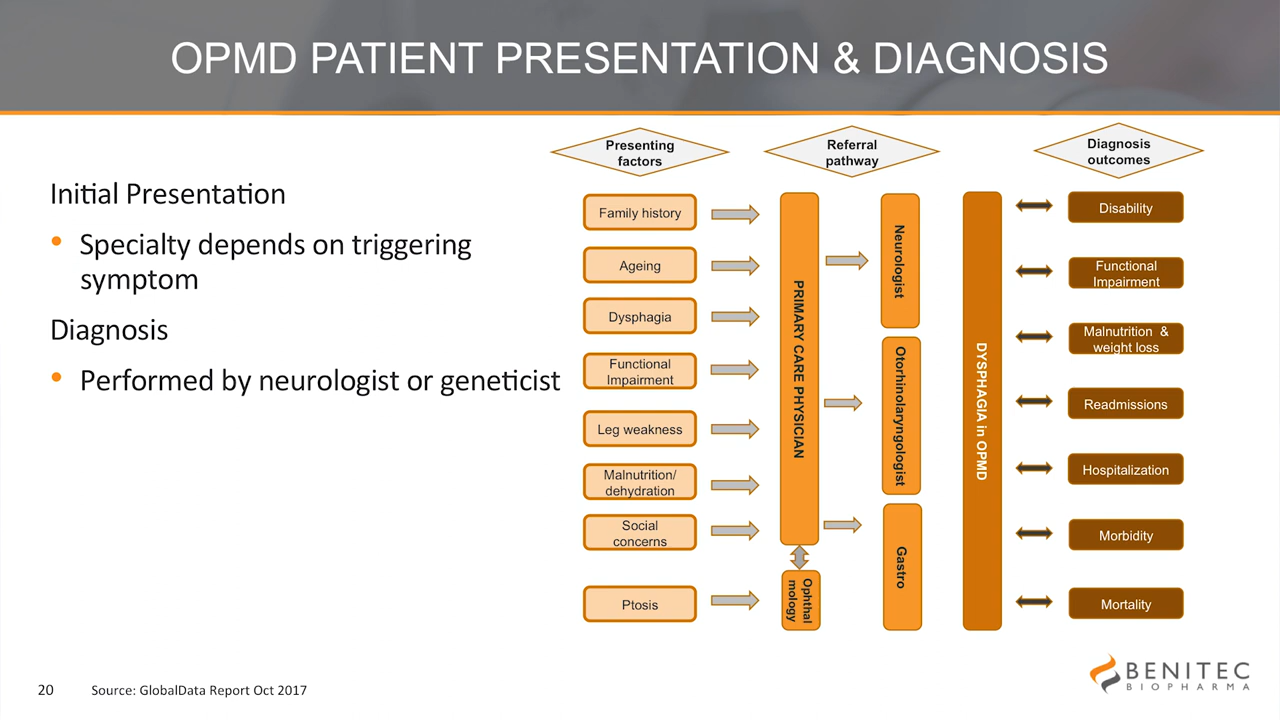 OPMD PATIENT PRESENTATION & DIAGNOSIS
Initial Presentation
• Specialty depends on triggering
symptom
Diagnosis
• Performed by neurologist or geneticist
Presenting
factors
Family history
Ageing
Dysphagia
Functional
Impairment
Leg weakness
Malnutrition/
dehydration
Social
concerns
Ptosis
Referral
pathway
PRIMARY CARE PHYSICIAN
Ophthal
mology
Neurologist
Otorhinolaryngologist
Gastro
DYSPHAGIA in OPMD
Diagnosis
outcomes
Disability
Functional
Impairment
Malnutrition &
weight loss
Readmissions
Hospitalization
Morbidity
Mortality
20
Source: GlobalData Report Oct 2017
BENITEC
BIOPHARMA